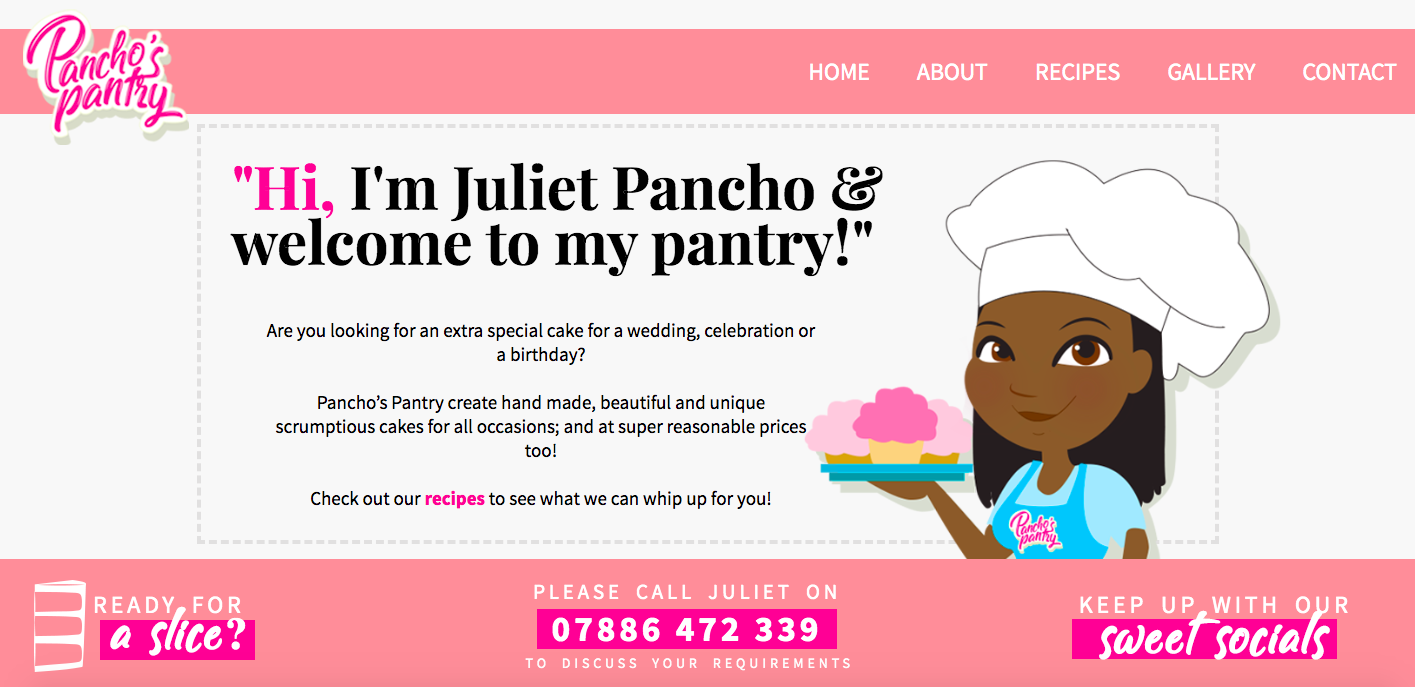 Pancho's
pantry
HOME ABOUT RECIPES GALLERY CONTACT
"Hi, I'm Juliet Pancho &
welcome to my pantry!"
Are you looking for an extra special cake for a wedding, celebration or
a birthday?
Pancho’s Pantry create hand made, beautiful and unique
scrumptious cakes for all occasions; and at super reasonable prices
too!
Check out our recipes to see what we can whip up for you!
Pancho's
pantry
READY FOR
a slice?
PLEASE CALL JULIET ON
07886 472 339
TO DISCUSS YOUR REQUIREMENTS
KEEP UP WITH OUR
sweet socials